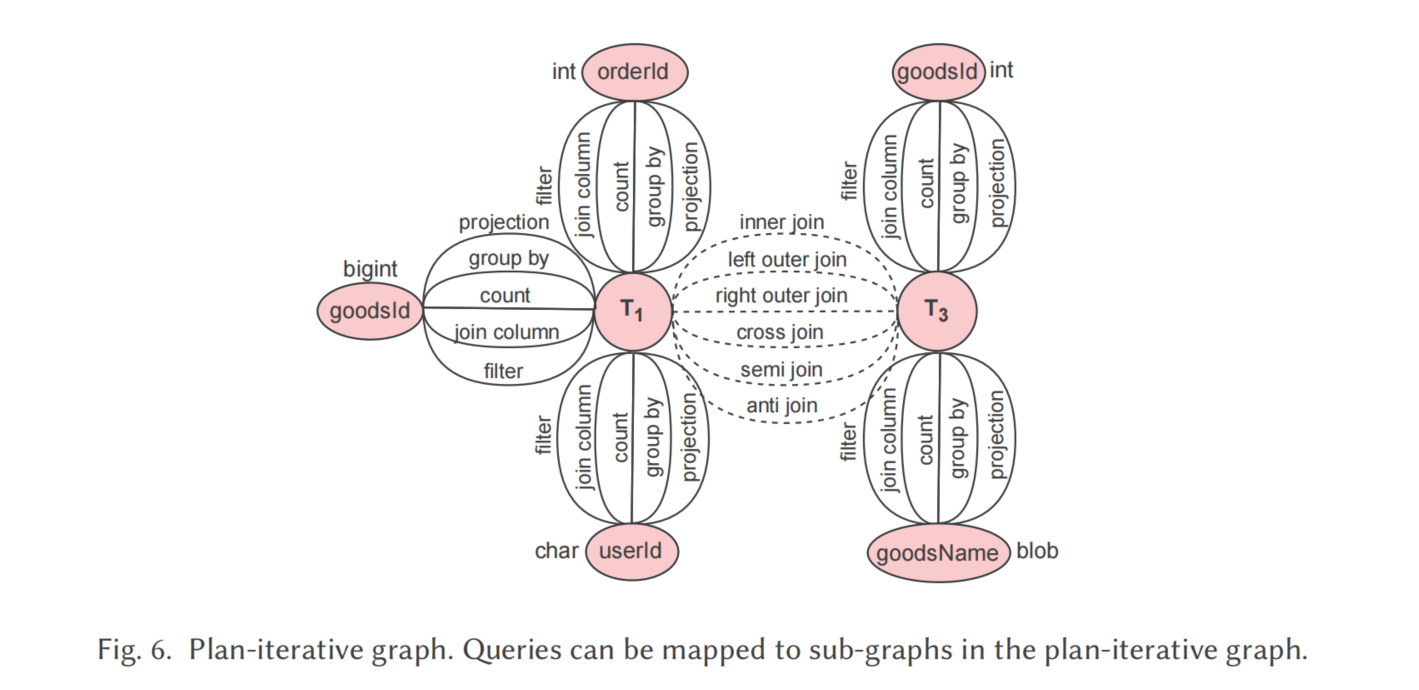 int orderId
goodsId int
filter
join column
count
group by
projection
filter
join column
count
group by
projection
projection
group by
count
join column
filter
bigint
goodsId
T1
inner join
left outer join
right outer join
cross join
semi join
anti join
T3
filter
join column
count
group by
projection
filter
join column
count
group by
projection
char userId
goodsName blob
Fig. 6. Plan-iterative graph. Queries can be mapped to sub-graphs in the plan-iterative graph.